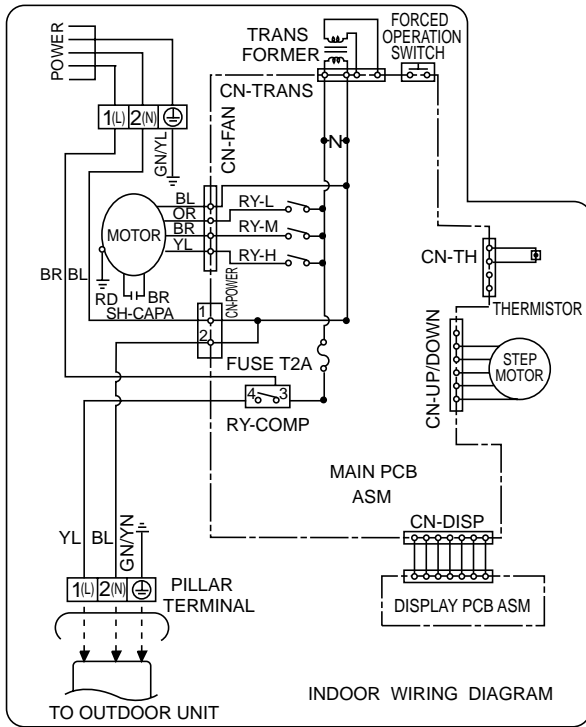 POWER
TRANS
FORMER
FORCED
OPERATION
SWITCH
CN-TRANS
1(L) 2(N)
GN/YL
CN-FAN
N
BL
OR
BR
YL
RY-L
RY-M
RY-H
MOTOR
BR BL
RD BR
SH-CAPA
CN-POWER
1
2
CN-TH
THERMISTOR
FUSE T2A
4 3
RY-COMP
CN-UP/DOWN
STEP
MOTOR
MAIN PCB
ASM
CN-DISP
YL BL GN/YN
1(L) 2(N)
PILLAR
TERMINAL
DISPLAY PCB ASM
TO OUTDOOR UNIT
INDOOR WIRING DIAGRAM